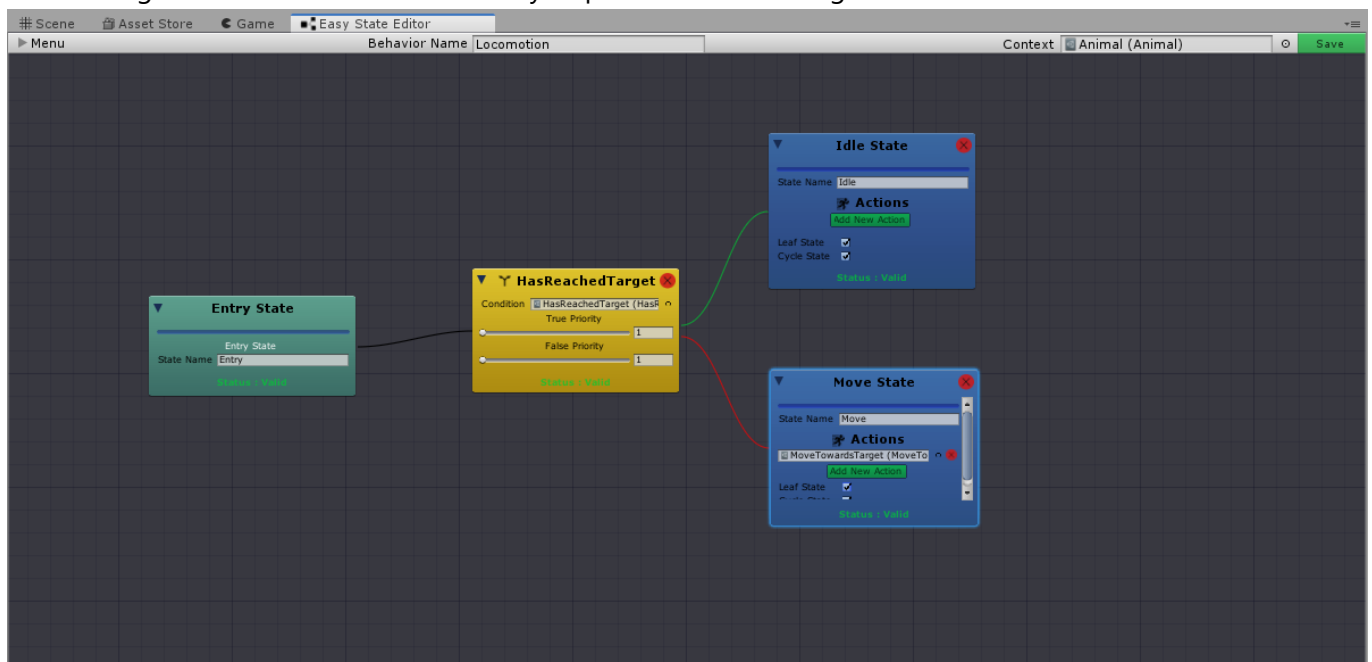 # Scene Asset Store Game Easy State Editor
Menu Behavior Name Locomotion Context Animal (Animal) Save
Idle State
State Name Idle
Actions
Add New Action
Leaf State
Cycle State
Status : Valid
HasReachedTarget
Condition HasReachedTarget (HasR
True Priority
1
False Priority
1
Status : Valid
Entry State
Entry State
State Name Entry
Status : Valid
Move State
State Name Move
Actions
MoveTowardsTarget (MoveTo
Add New Action
Leaf State
Status : Valid